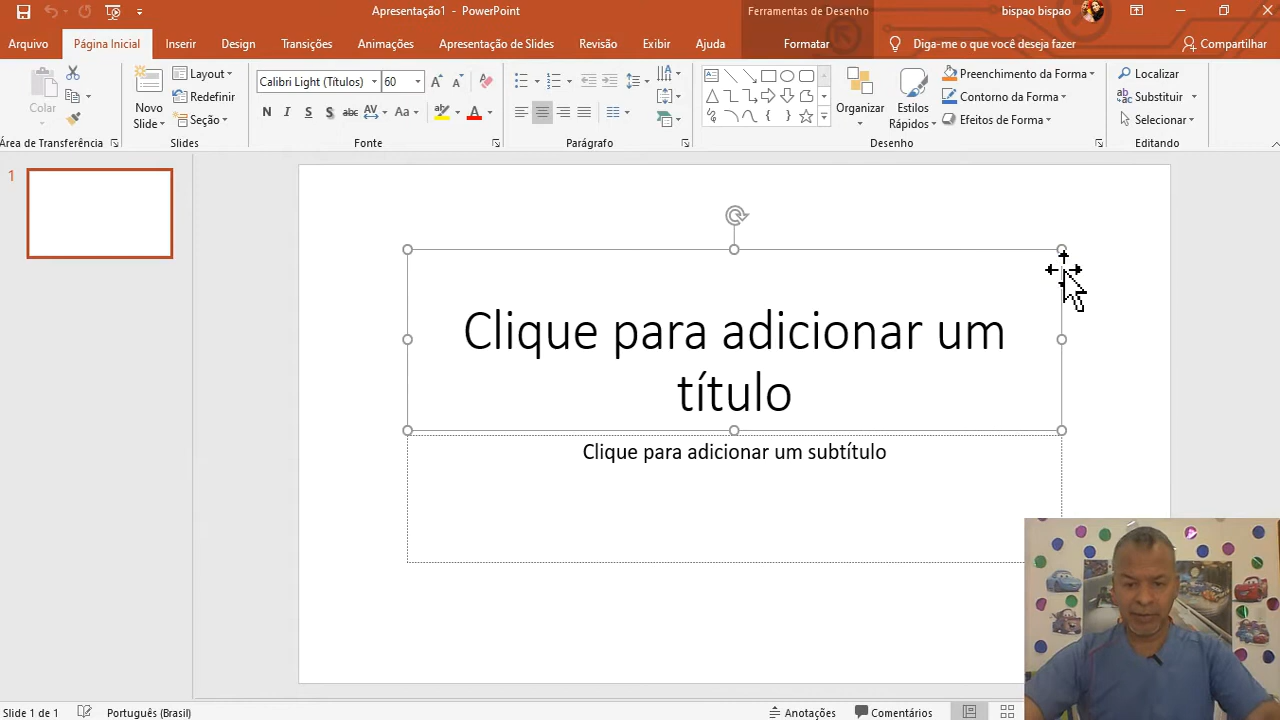 Apresentação1 - PowerPoint
Ferramentas de Desenho
bispao bispao
Arquivo
Página Inicial
Inserir
Design
Transições
Animações
Apresentação de Slides
Revisão
Exibir
Ajuda
Formatar
Diga-me o que você deseja fazer
Compartilhar
Colar
Novo
Slide
Layout
Redefinir
Seção
Calibri Light (Títulos)
60
N I S S abc AV Aa
Organizar
Estilos
Rápidos
Preenchimento da Forma
Contorno da Forma
Efeitos de Forma
Localizar
Substituir
Selecionar
Área de Transferência
Slides
Fonte
Parágrafo
Desenho
Editando
1
Clique para adicionar um
título
Clique para adicionar um subtítulo
Slide 1 de 1
Português (Brasil)
Anotações
Comentários